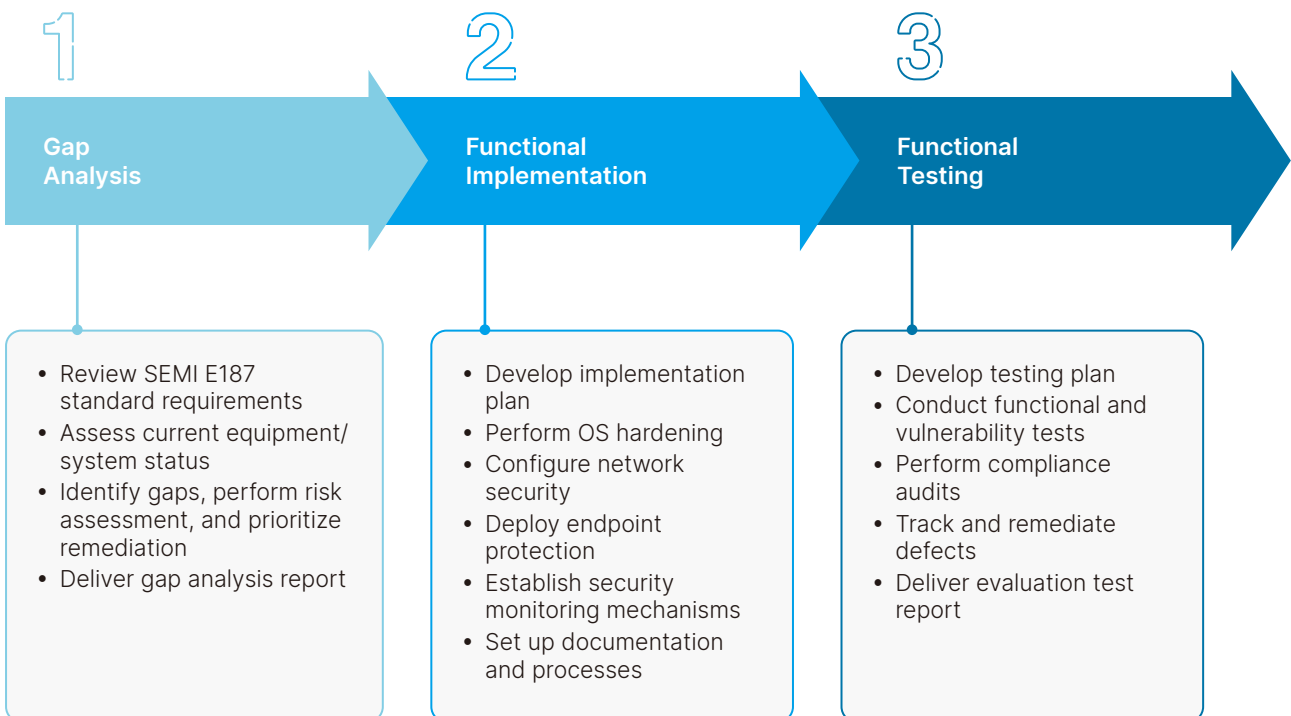 1
Gap
Analysis
• Review SEMI E187
standard requirements
• Assess current equipment/
system status
• Identify gaps, perform risk
assessment, and prioritize
remediation
• Deliver gap analysis report
2
Functional
Implementation
• Develop implementation
plan
• Perform OS hardening
• Configure network
security
• Deploy endpoint
protection
• Establish security
monitoring mechanisms
• Set up documentation
and processes
3
Functional
Testing
• Develop testing plan
• Conduct functional and
vulnerability tests
• Perform compliance
audits
• Track and remediate
defects
• Deliver evaluation test
report